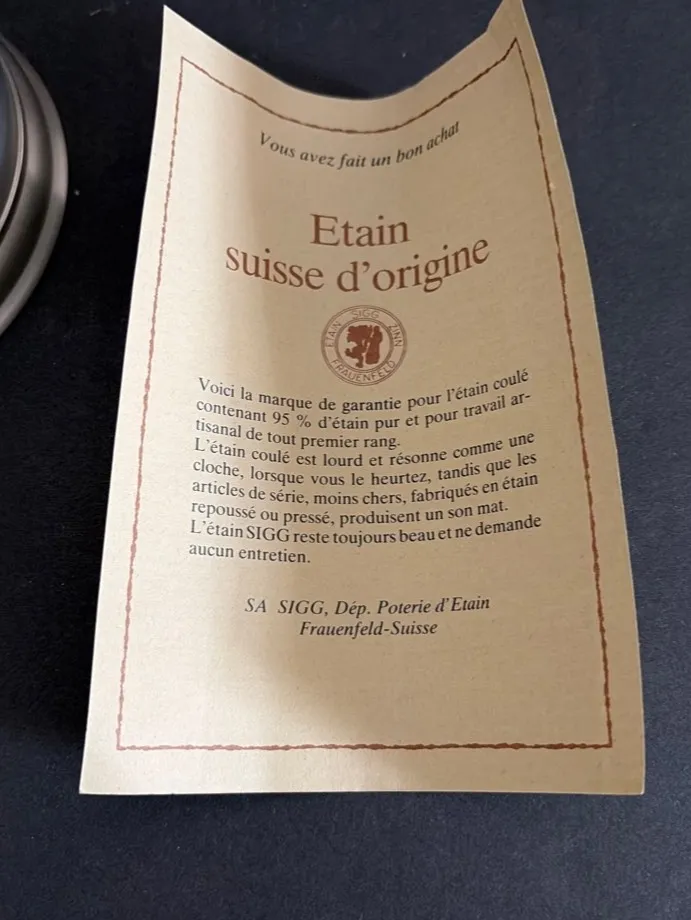 Vous avez fait un bon achat
Etain
suisse d'origine
ETAIN SIGG ZINN
FRAUENFELD
Voici la marque de garantie pour l'étain coulé
contenant 95 % d'étain pur et pour travail ar-
tisanal de tout premier rang.
L'étain coulé est lourd et résonne comme une
cloche, lorsque vous le heurtez, tandis que les
articles de série, moins chers, fabriqués en étain
repoussé ou pressé, produisent un son mat.
L'étain SIGG reste toujours beau et ne demande
aucun entretien.
SA SIGG, Dép. Poterie d'Etain
Frauenfeld-Suisse